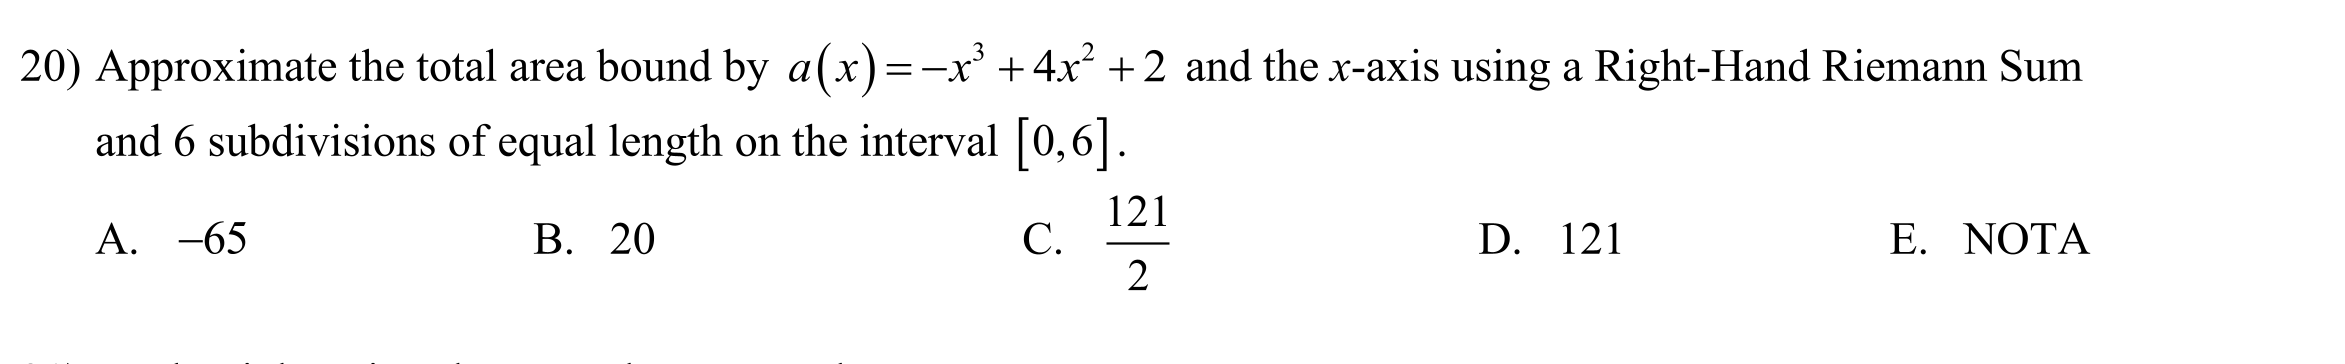 20) Approximate the total area bound by a(x) = −x³ + 4x² + 2 and the x-axis using a Right-Hand Riemann Sum
and 6 subdivisions of equal length on the interval [0,6].
A. −65 B. 20 C. 121/2 D. 121 E. NOTA